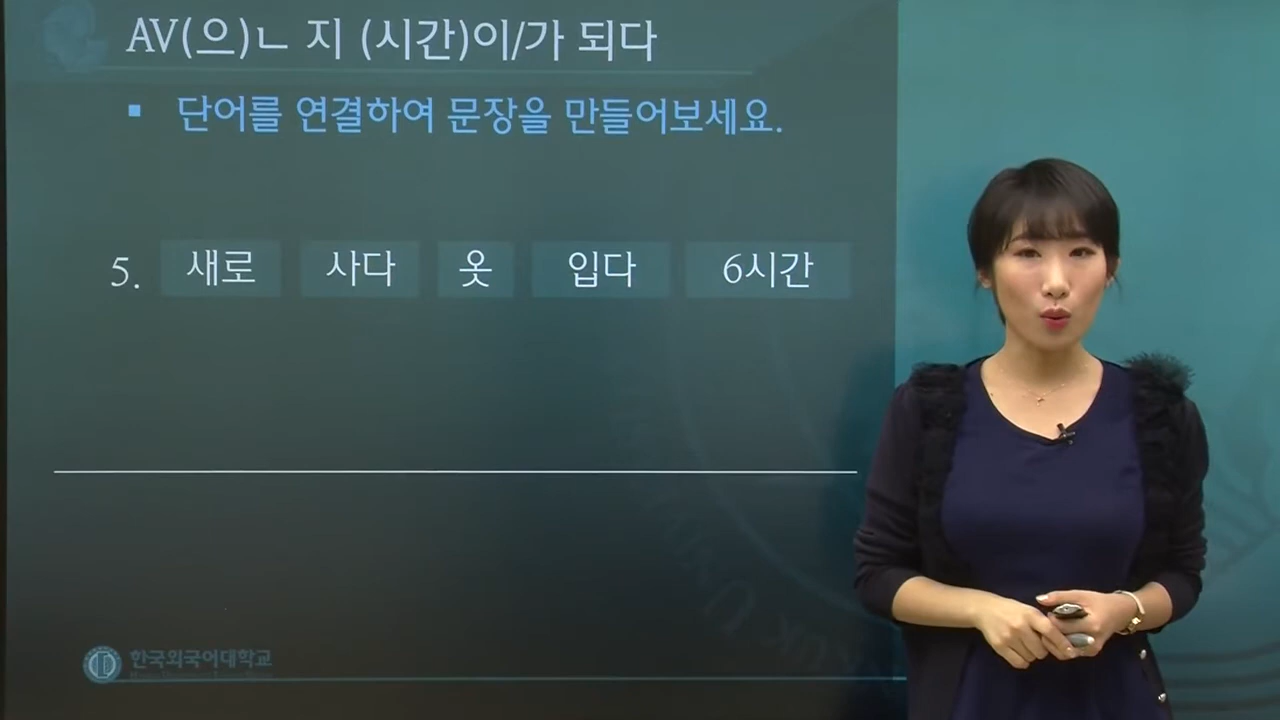 AV(으)ㄴ 지 (시간)이/가 되다
▪ 단어를 연결하여 문장을 만들어보세요.
5. 새로 사다 옷 입다 6시간
한국외국어대학교